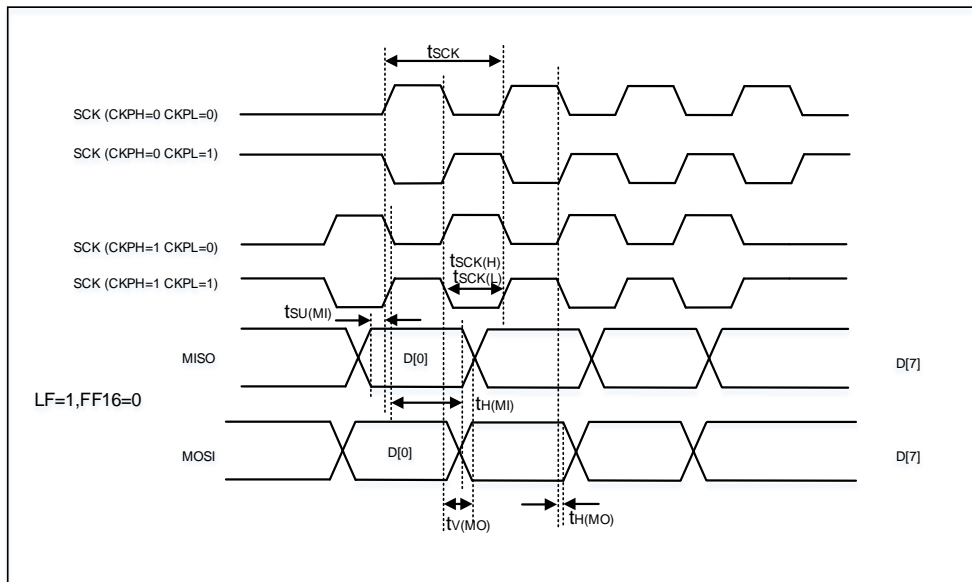 tSCK
SCK (CKPH=0 CKPL=0)
SCK (CKPH=0 CKPL=1)
SCK (CKPH=1 CKPL=0)
tSCK(H)
tSCK(L)
SCK (CKPH=1 CKPL=1)
tSU(MI)
MISO
D[0]
D[7]
LF=1,FF16=0
tH(MI)
MOSI
D[0]
D[7]
tV(MO)
tH(MO)